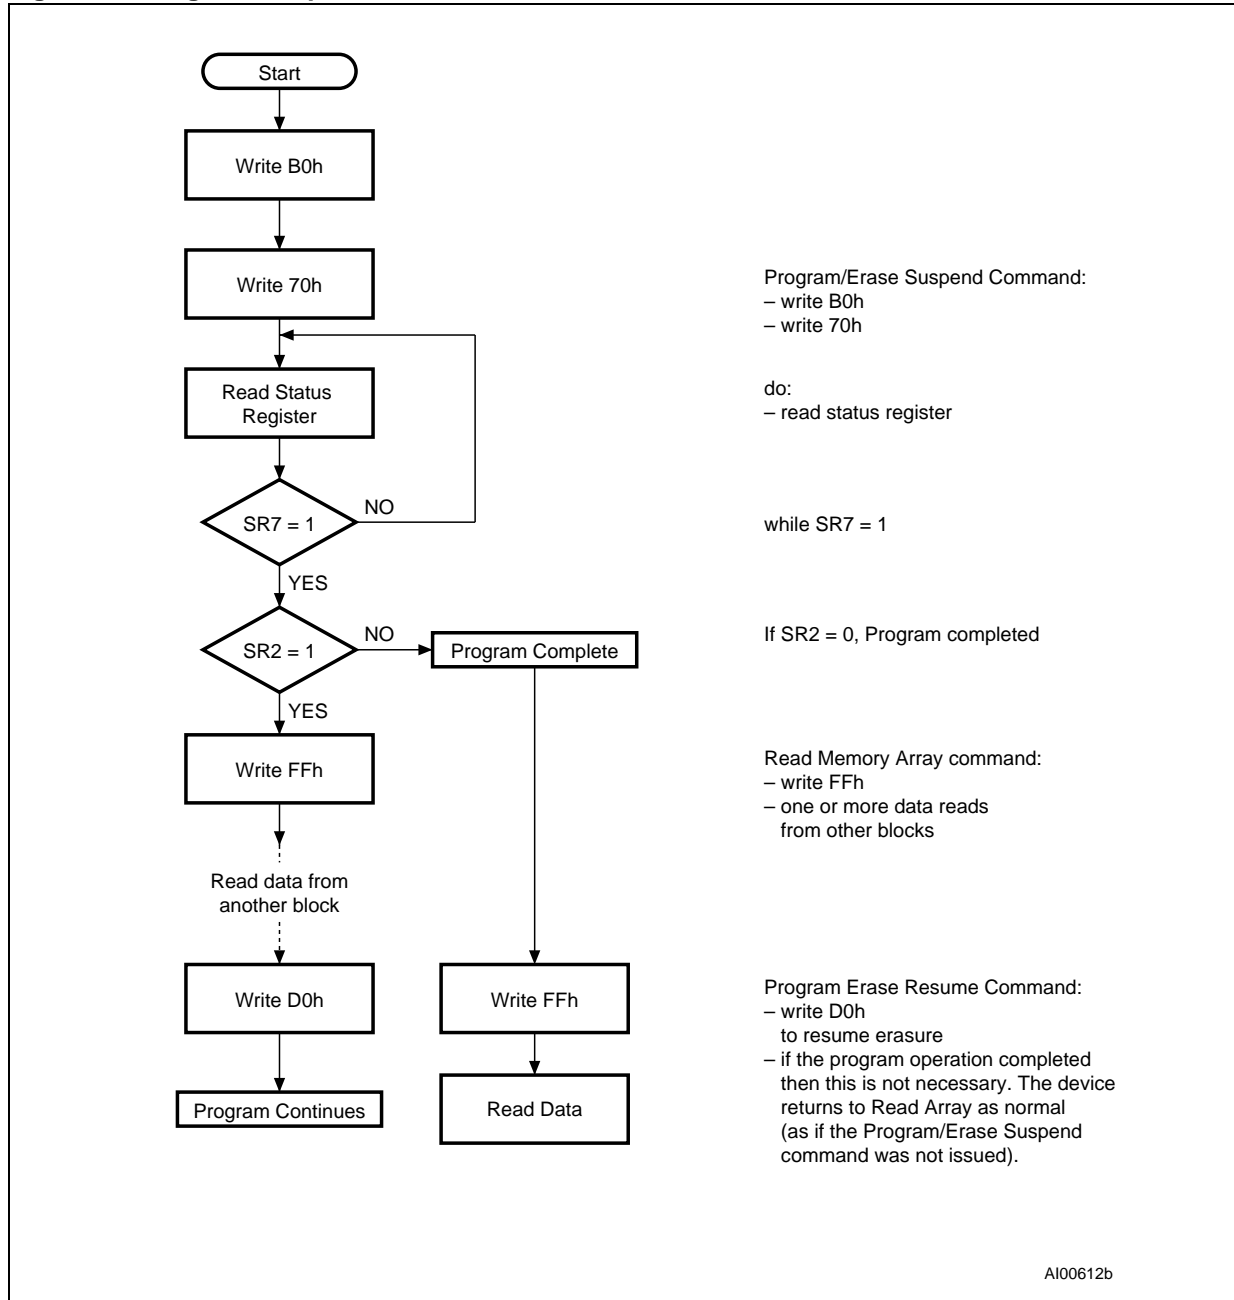 Start
Write B0h
Write 70h
Read Status
Register
SR7 = 1
NO
YES
SR2 = 1
NO
Program Complete
YES
Write FFh
Read data from
another block
Write D0h
Write FFh
Program Continues
Read Data
Program/Erase Suspend Command:
– write B0h
– write 70h
do:
– read status register
while SR7 = 1
If SR2 = 0, Program completed
Read Memory Array command:
– write FFh
– one or more data reads
from other blocks
Program Erase Resume Command:
– write D0h
to resume erasure
– if the program operation completed
then this is not necessary. The device
returns to Read Array as normal
(as if the Program/Erase Suspend
command was not issued).
AI00612b